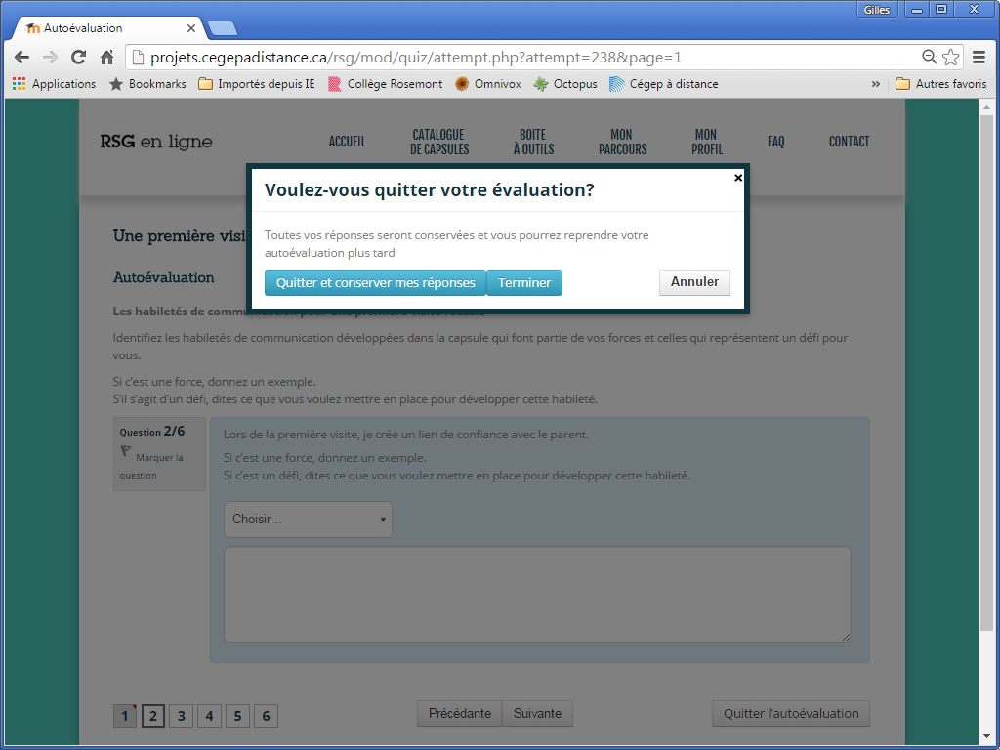 Gilles
Autoévaluation
projets.cegepadistance.ca/rsg/mod/quiz/attempt.php?attempt=238&page=1
Applications Bookmarks Importés depuis IE Collège Rosemont Omnivox Octopus Cégep à distance » Autres favoris
RSG en ligne
ACCUEIL
CATALOGUE
DE CAPSULES
BOITE
À OUTILS
MON
PARCOURS
MON
PROFIL
FAQ
CONTACT
Voulez-vous quitter votre évaluation?
Toutes vos réponses seront conservées et vous pourrez reprendre votre
autoévaluation plus tard
Quitter et conserver mes réponses Terminer Annuler
Une première visi
Autoévaluation
Les habiletés de communication pour une première visite réussie
Identifiez les habiletés de communication développées dans la capsule qui font partie de vos forces et celles qui représentent un défi pour
vous.
Si c'est une force, donnez un exemple.
S'il s'agit d'un défi, dites ce que vous voulez mettre en place pour développer cette habileté.
Question 2/6
Marquer la
question
Lors de la première visite, je crée un lien de confiance avec le parent.
Si c'est une force, donnez un exemple.
Si c'est un défi, dites ce que vous voulez mettre en place pour développer cette habileté.
Choisir ..
1 2 3 4 5 6 Précédante Suivante Quitter l'autoévaluation